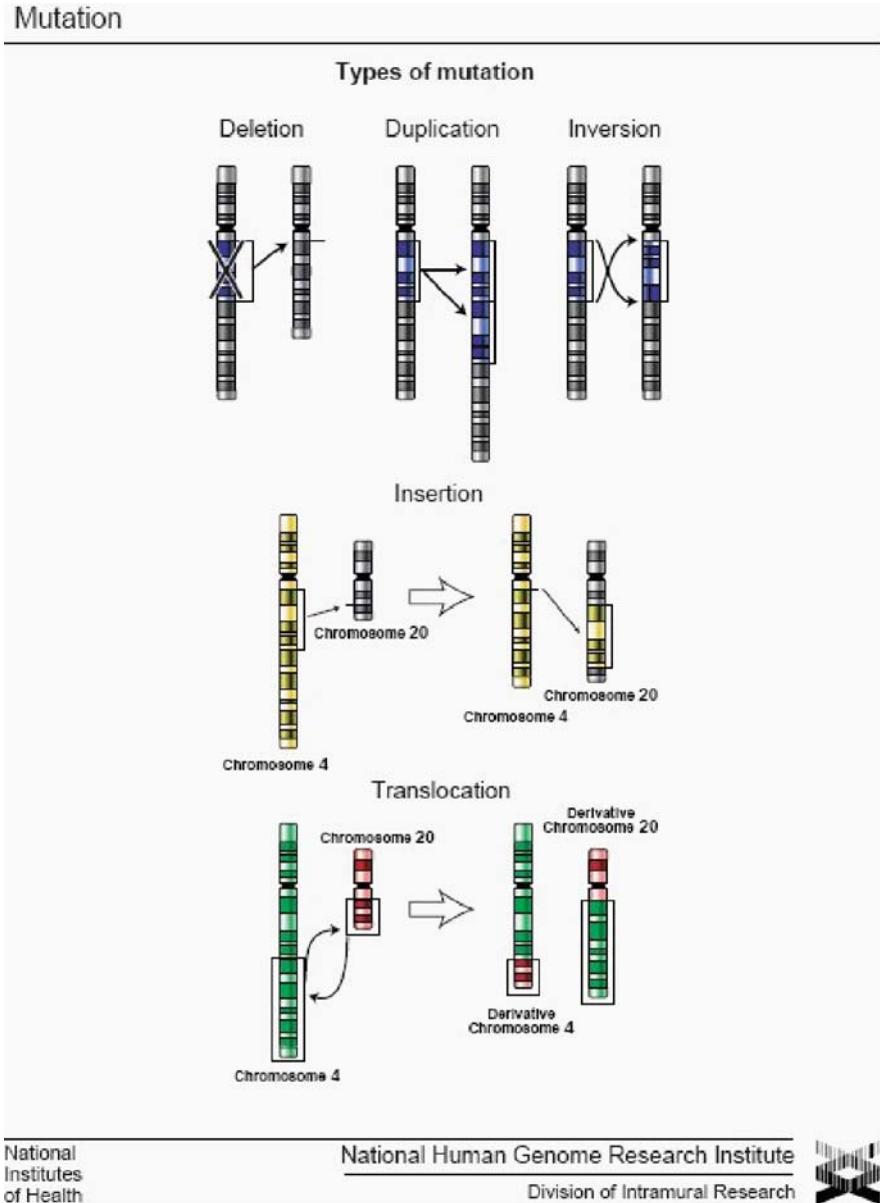 Mutation
Types of mutation
Deletion
Duplication
Inversion
Insertion
Chromosome 20
Chromosome 4
Chromosome 20
Chromosome 4
Translocation
Chromosome 20
Chromosome 4
Derivative
Chromosome 20
Derivative
Chromosome 4
National
Institutes
of Health
National Human Genome Research Institute
Division of Intramural Research